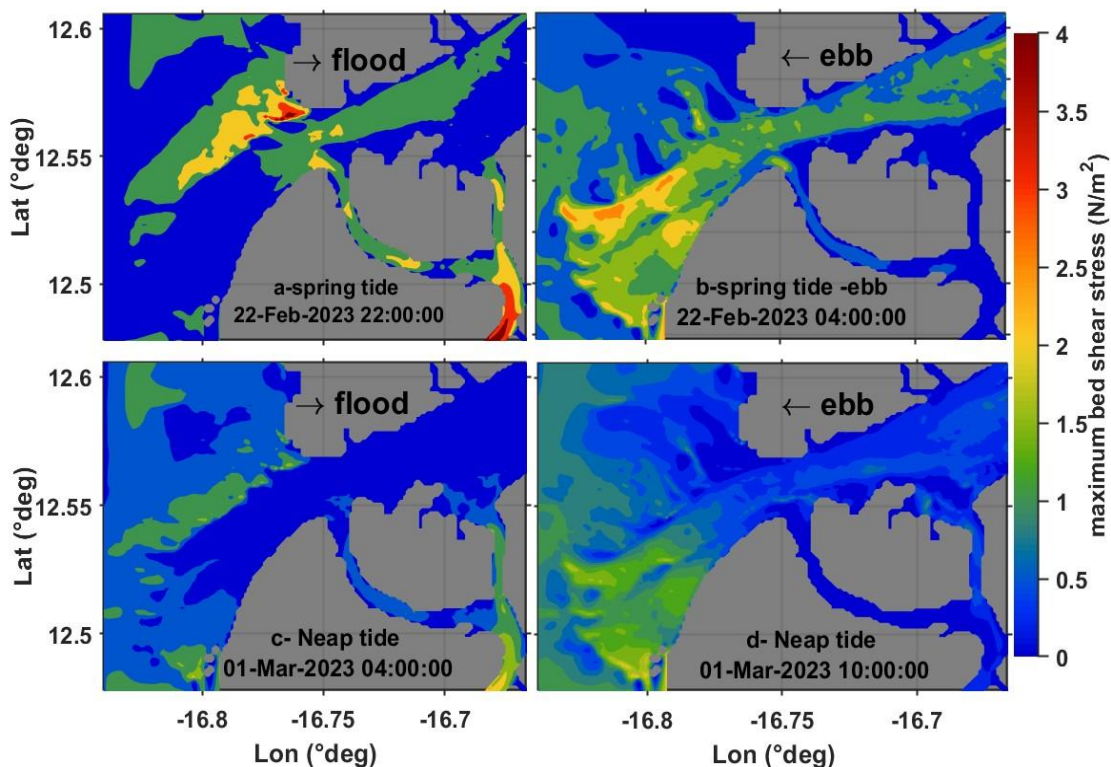 12.6
12.55
12.5
Lat (°deg)
→ flood
a-spring tide
22-Feb-2023 22:00:00
← ebb
b-spring tide -ebb
22-Feb-2023 04:00:00
12.6
12.55
12.5
Lat (°deg)
→ flood
c- Neap tide
01-Mar-2023 04:00:00
-16.8
-16.75
-16.7
Lon (°deg)
← ebb
d- Neap tide
01-Mar-2023 10:00:00
-16.8
-16.75
-16.7
Lon (°deg)
4
3.5
3
2.5
2
1.5
1
0.5
0
maximum bed shear stress (N/m²)